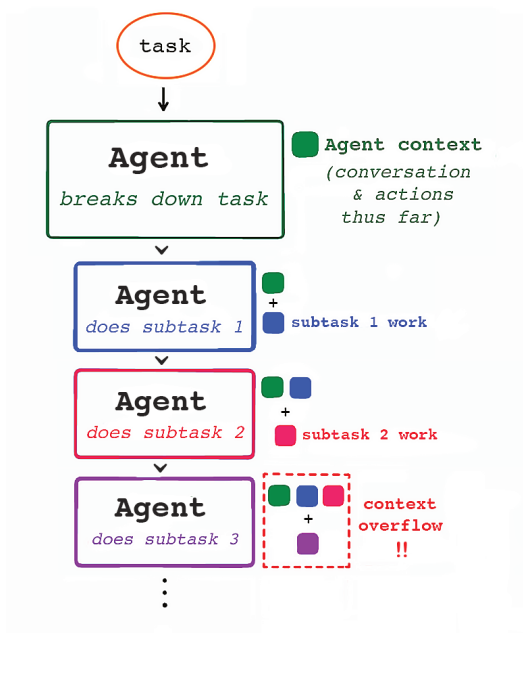 task
Agent
breaks down task
Agent context
(conversation
& actions
thus far)
Agent
does subtask 1
+
subtask 1 work
Agent
does subtask 2
+
subtask 2 work
Agent
does subtask 3
+
context
overflow
!!